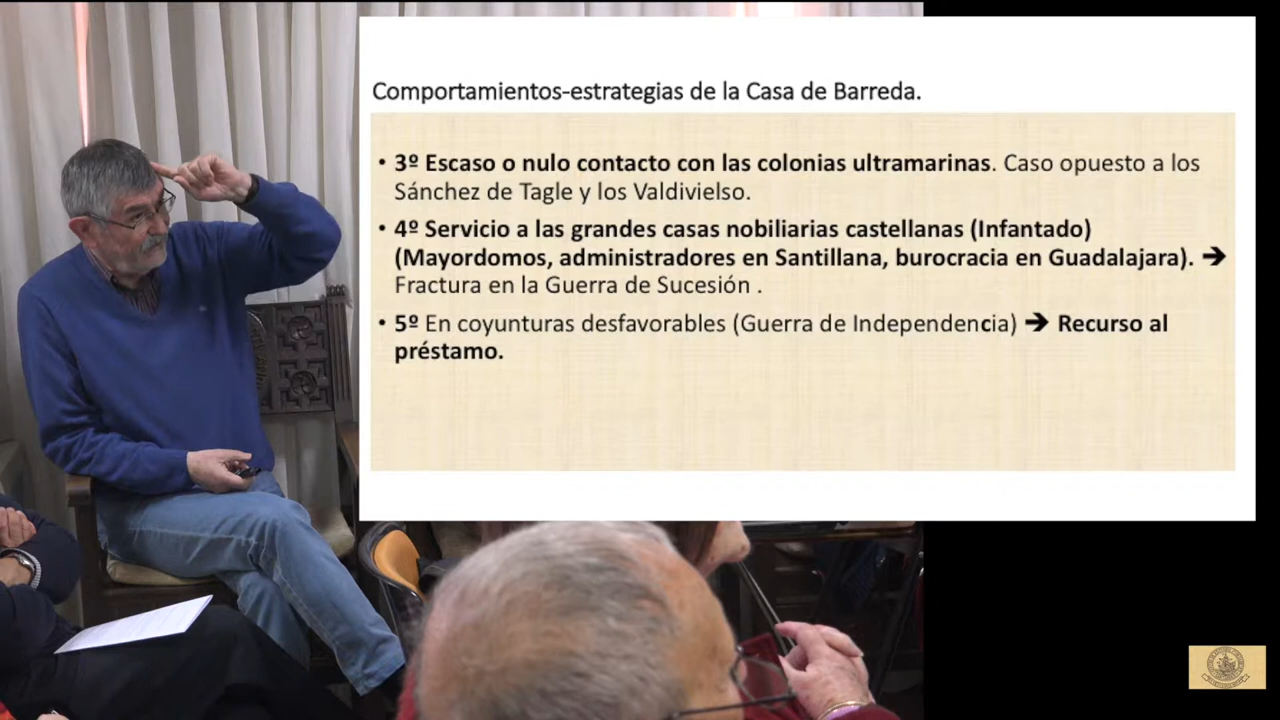 Comportamientos-estrategias de la Casa de Barreda.
• 3º Escaso o nulo contacto con las colonias ultramarinas. Caso opuesto a los
Sánchez de Tagle y los Valdivielso.
• 4º Servicio a las grandes casas nobiliarias castellanas (Infantado)
(Mayordomos, administradores en Santillana, burocracia en Guadalajara). ➔
Fractura en la Guerra de Sucesión .
• 5º En coyunturas desfavorables (Guerra de Independencia) ➔ Recurso al
préstamo.